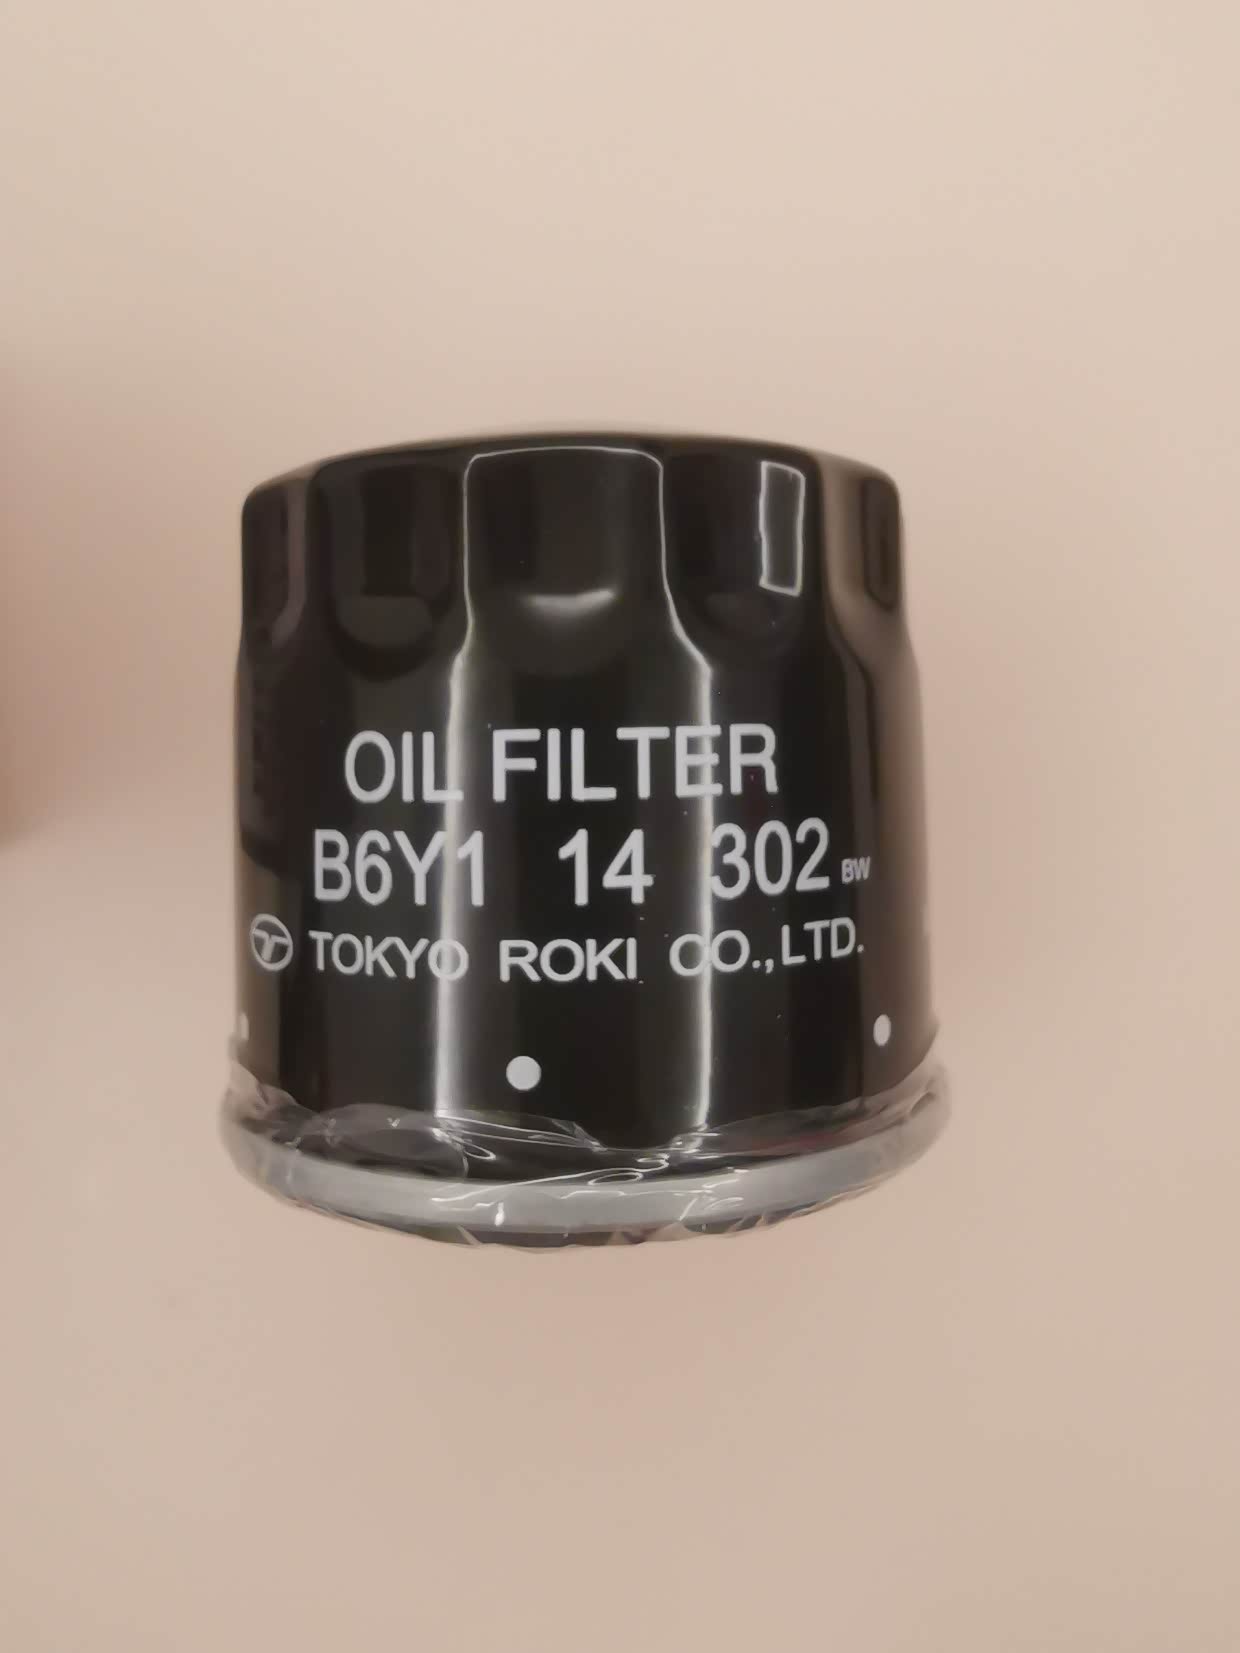 OIL FILTER
B6Y1 14 302 BW
TOKYO ROKI CO.,LTD.